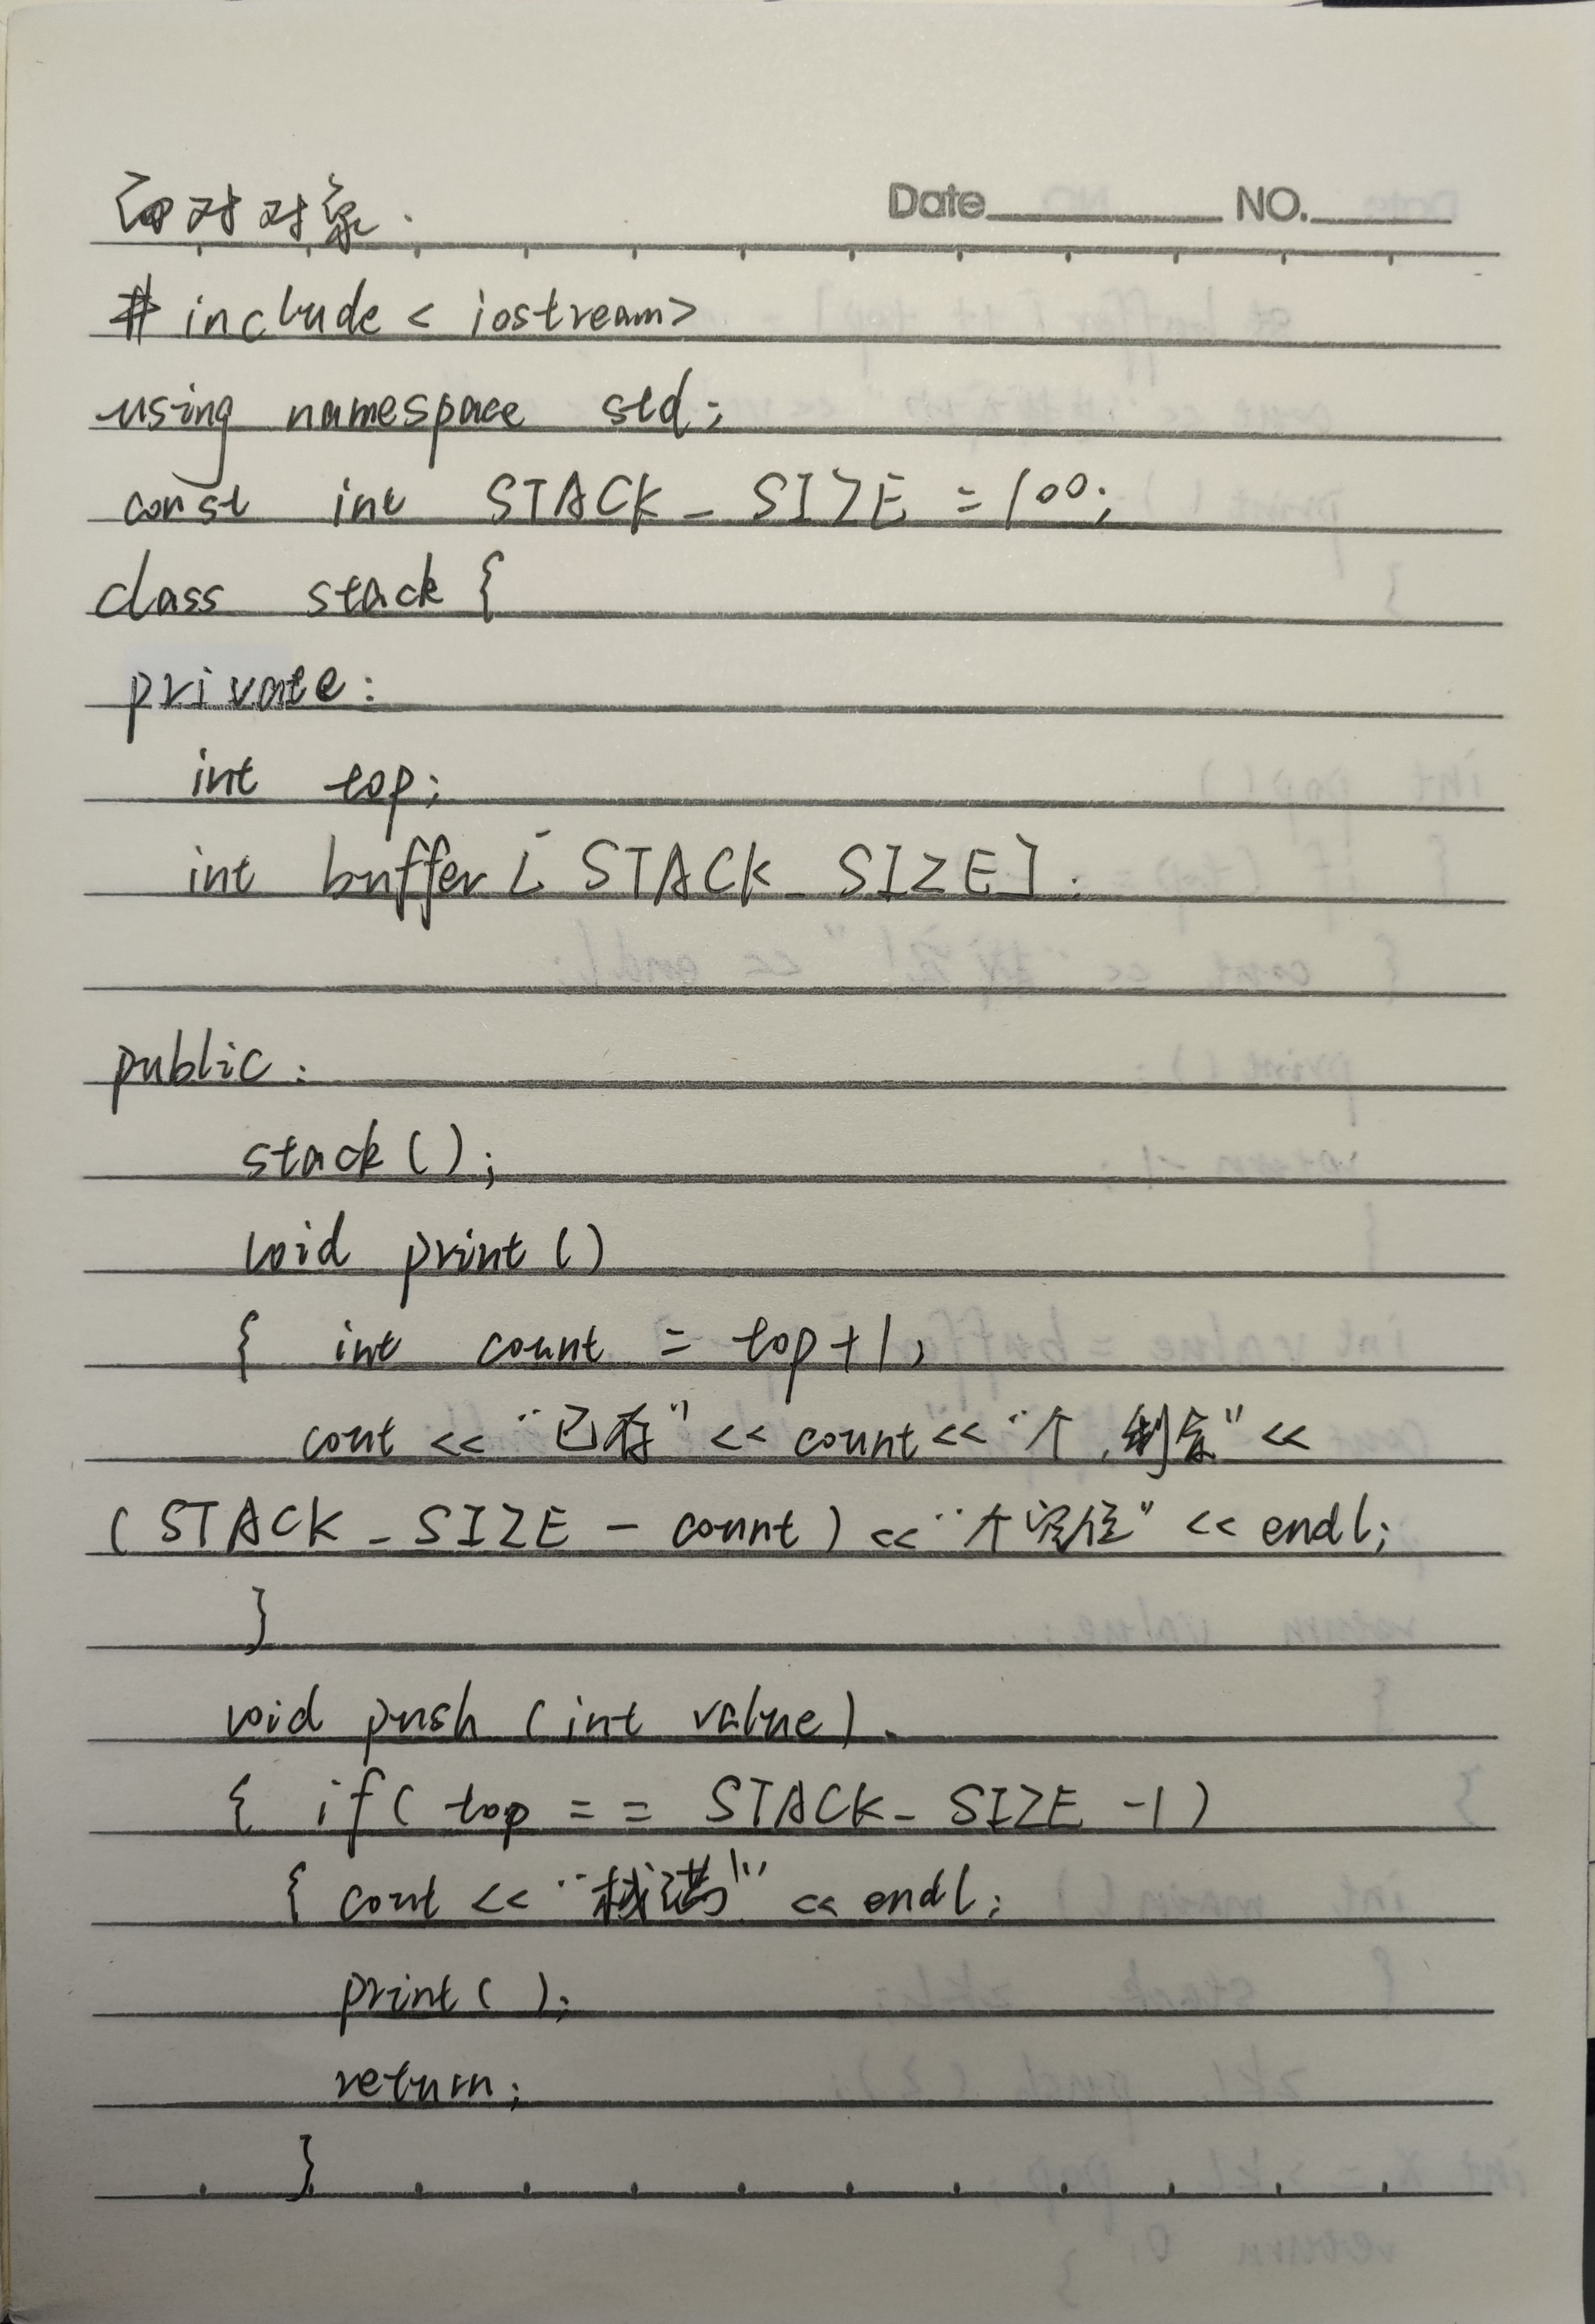 面对对象. Date NO.
# include < iostream>
using namespace std;
const int STACK_SIZE = 100;
class stack {
private:
int top;
int buffer [ STACK_SIZE];
public:
stack ( );
void print ( )
{ int count = top+1;
cout << "已存" << count << "个,剩余" <<
( STACK_SIZE - count ) << "个空位" << endl;
}
void push ( int value ).
{ if ( top = = STACK_SIZE -1 )
{ cout << "栈满!" << endl;
print ( );
return;
}